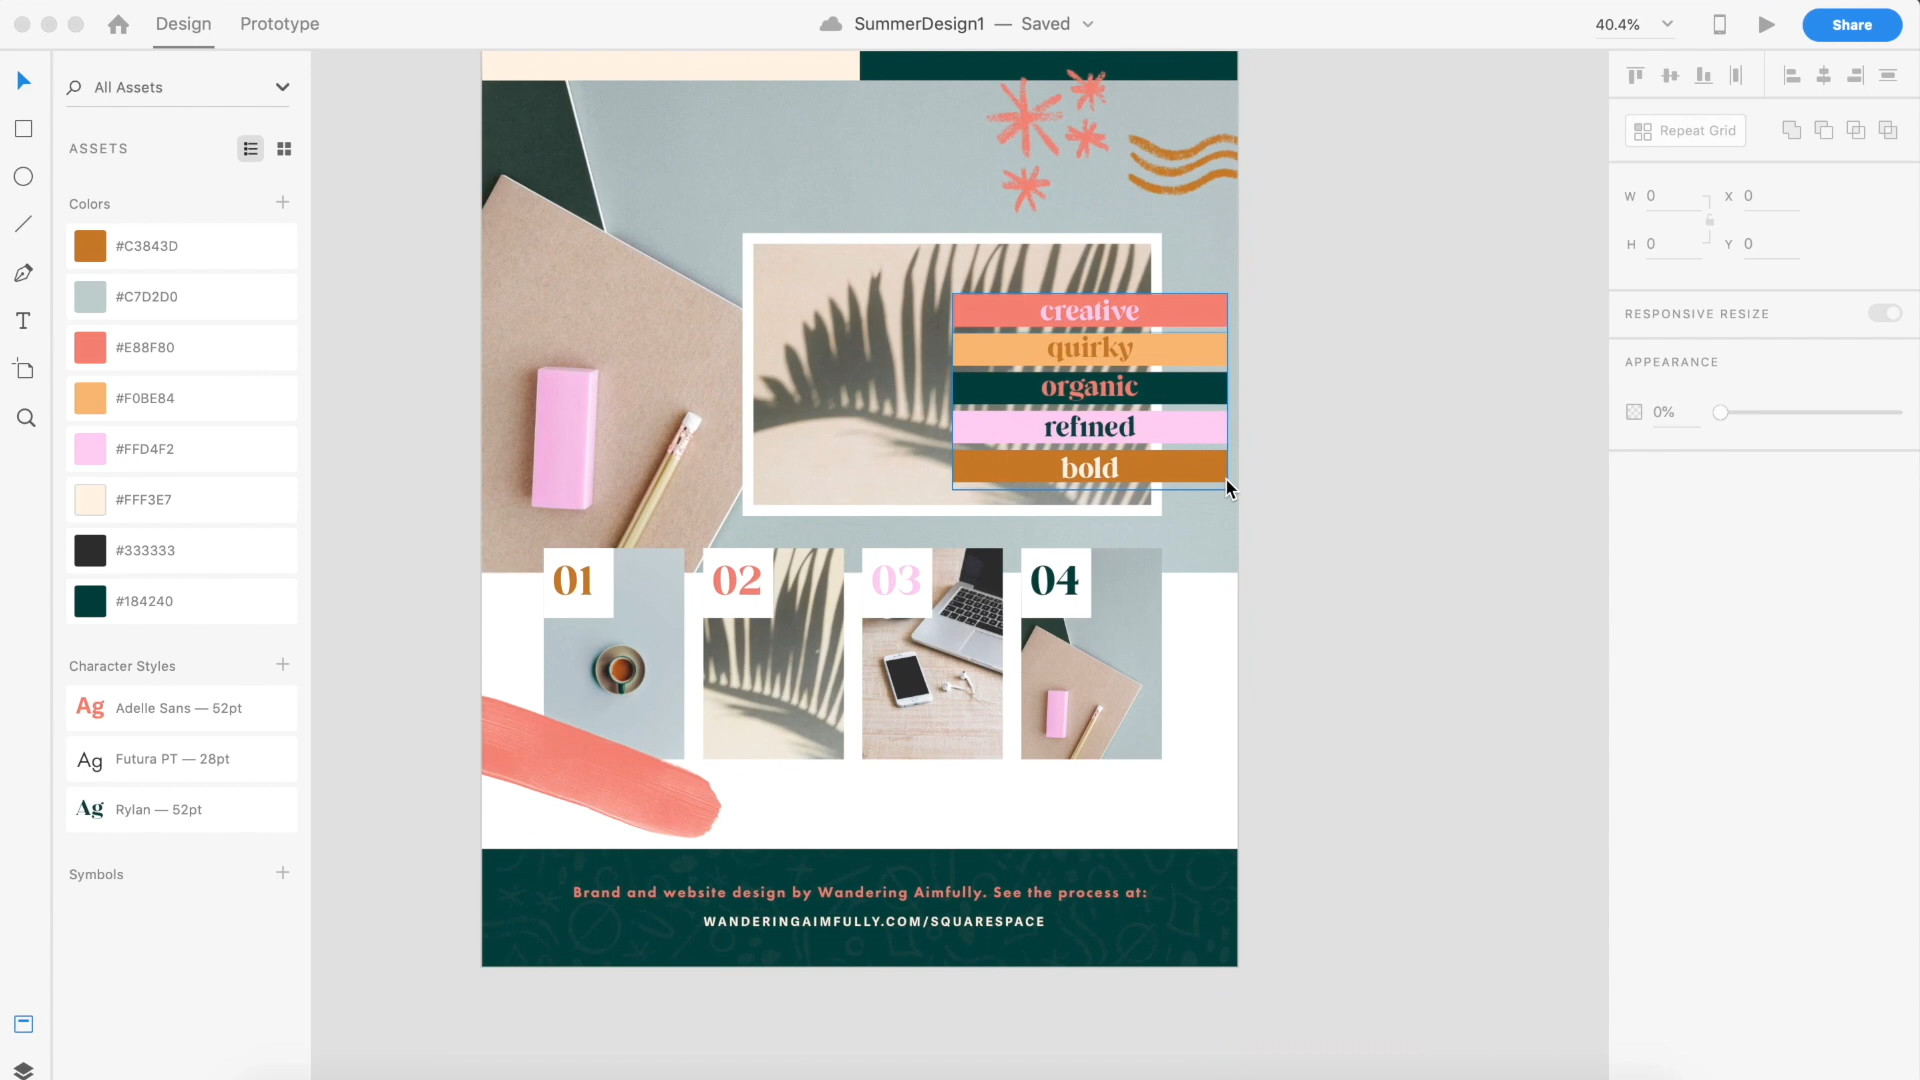 Design
Prototype
SummerDesign1 — Saved
40.4%
Share
All Assets
ASSETS
Colors
#C3843D
#C7D2D0
#E88F80
#F0BE84
#FFD4F2
#FFF3E7
#333333
#184240
Character Styles
Ag Adelle Sans — 52pt
Ag Futura PT — 28pt
Ag Rylan — 52pt
Symbols
creative
quirky
organic
refined
bold
01
02
03
04
Brand and website design by Wandering Aimfully. See the process at:
WANDERINGAIMFULLY.COM/SQUARESPACE
Repeat Grid
W 0 X 0
H 0 Y 0
RESPONSIVE RESIZE
APPEARANCE
0%